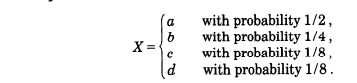 a with probability 1/2 ,
b with probability 1/4 ,
X = c with probability 1/8 ,
d with probability 1/8 .